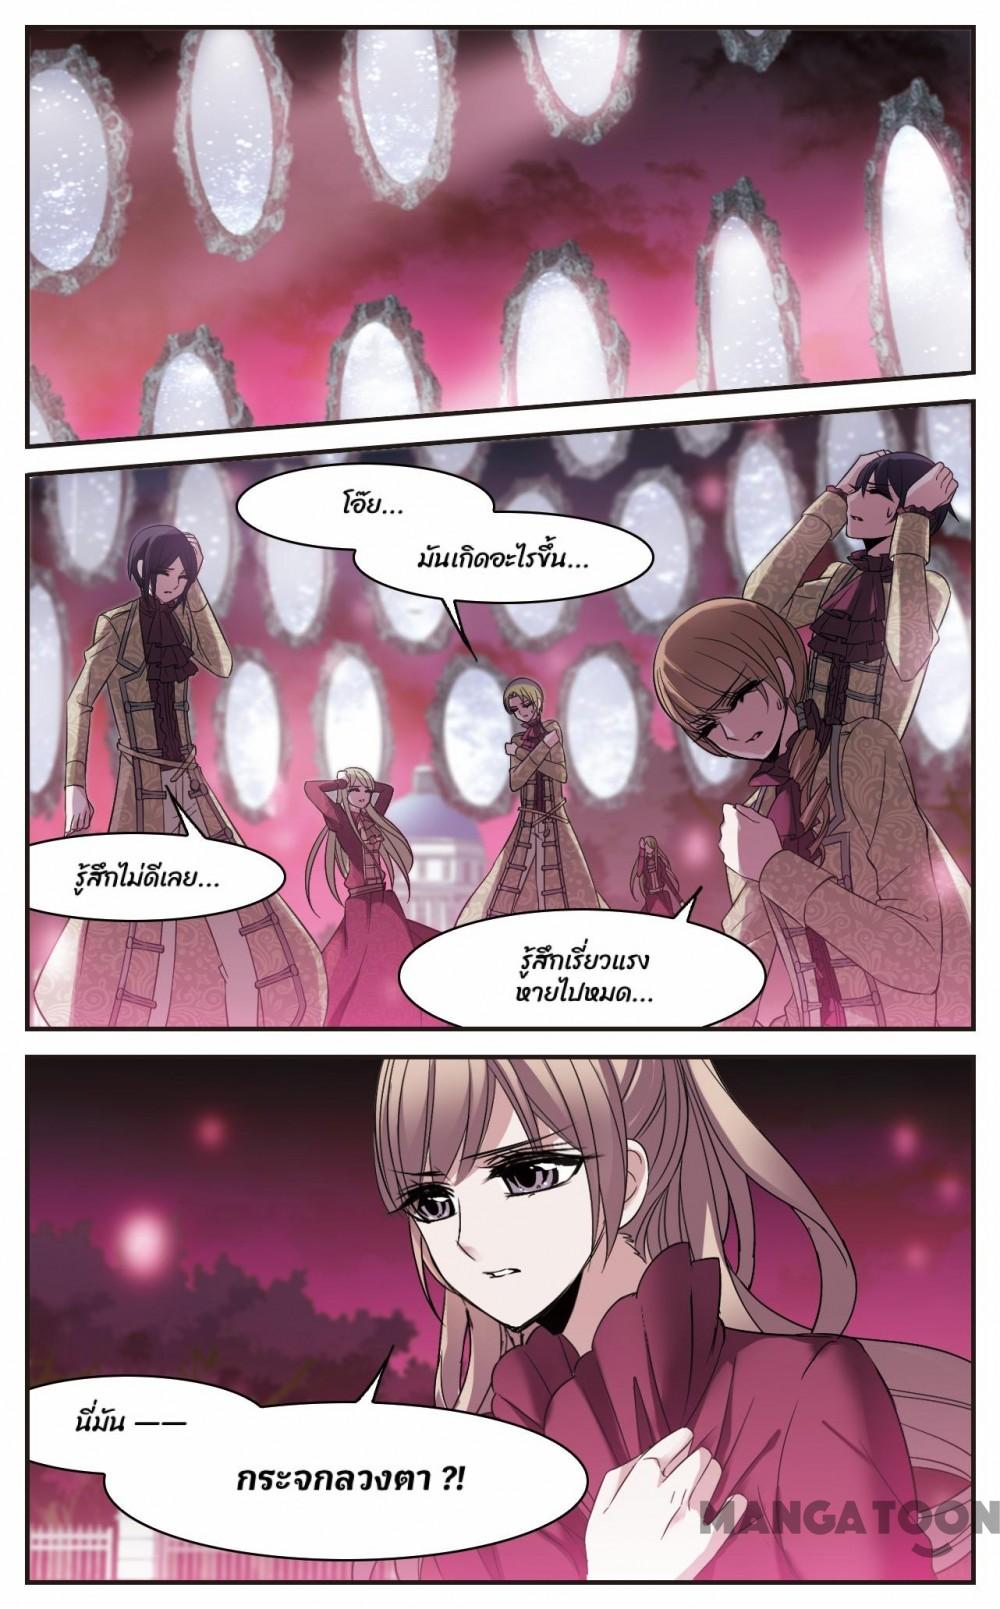 โอ๊ย...
มันเกิดอะไรขึ้น...
รู้สึกไม่ดีเลย...
รู้สึกเรี่ยวแรง
หายไปหมด...
นี่มัน ——
กระจกลวงตา ?!
MANGATOON